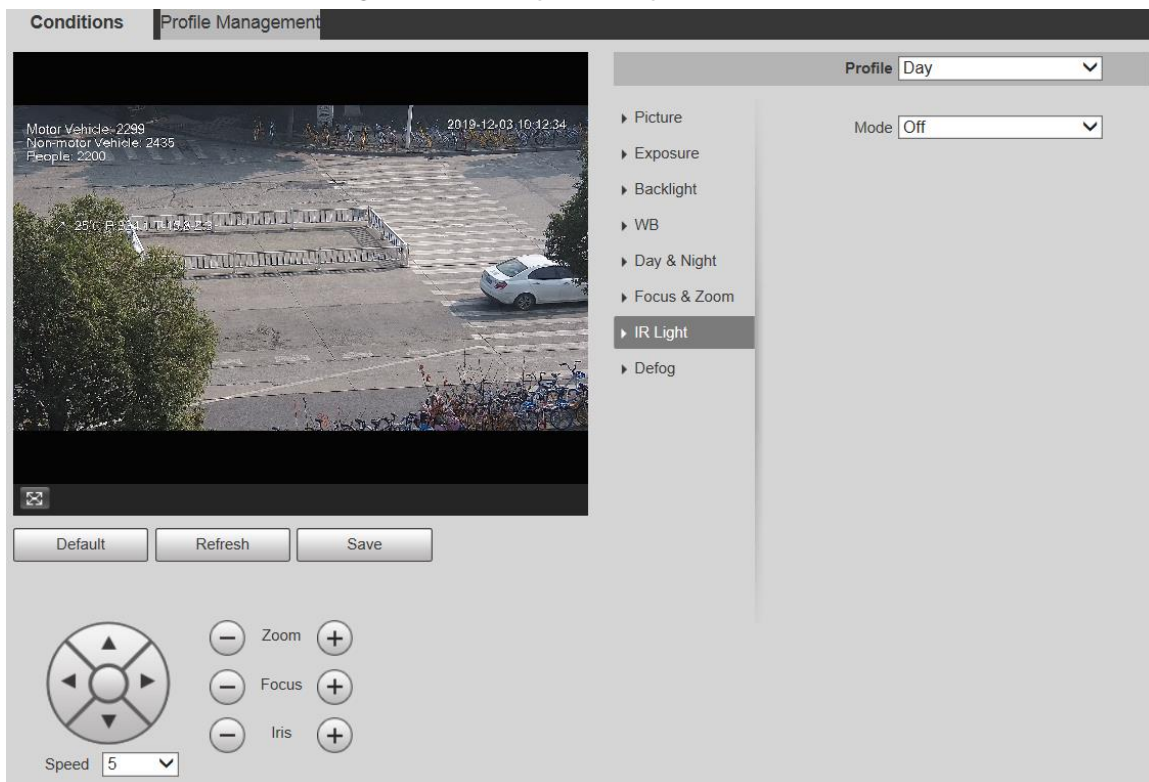 Conditions
Profile Management
Profile Day
Motor Vehicle: 2299
Non-motor Vehicle: 2435
People: 2200
2019-12-03 10:12:34
Mode Off
Picture
Exposure
Backlight
WB
Day & Night
Focus & Zoom
IR Light
Defog
Default
Refresh
Save
Zoom
Focus
Iris
Speed 5